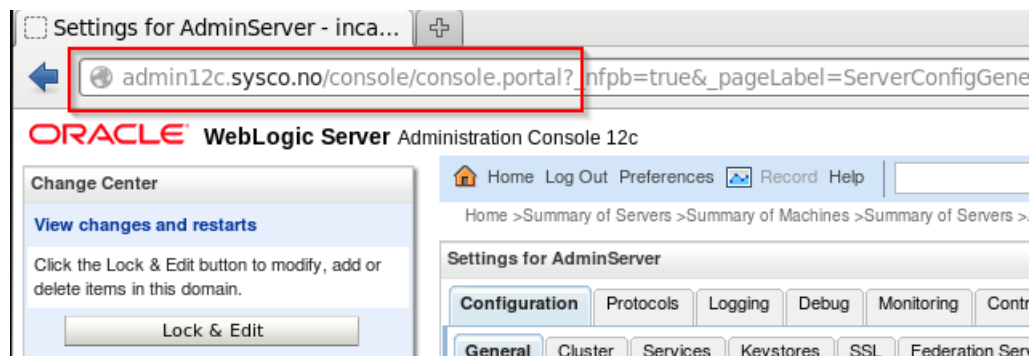 Settings for AdminServer - inca...
admin12c.sysco.no/console/console.portal?_nfpb=true&_pageLabel=ServerConfigGene
ORACLE WebLogic Server Administration Console 12c
Change Center
View changes and restarts
Click the Lock & Edit button to modify, add or
delete items in this domain.
Lock & Edit
Home Log Out Preferences Record Help
Home >Summary of Servers >Summary of Machines >Summary of Servers >
Settings for AdminServer
Configuration Protocols Logging Debug Monitoring Contr
General Cluster Services Keystores SSL Federation Serv